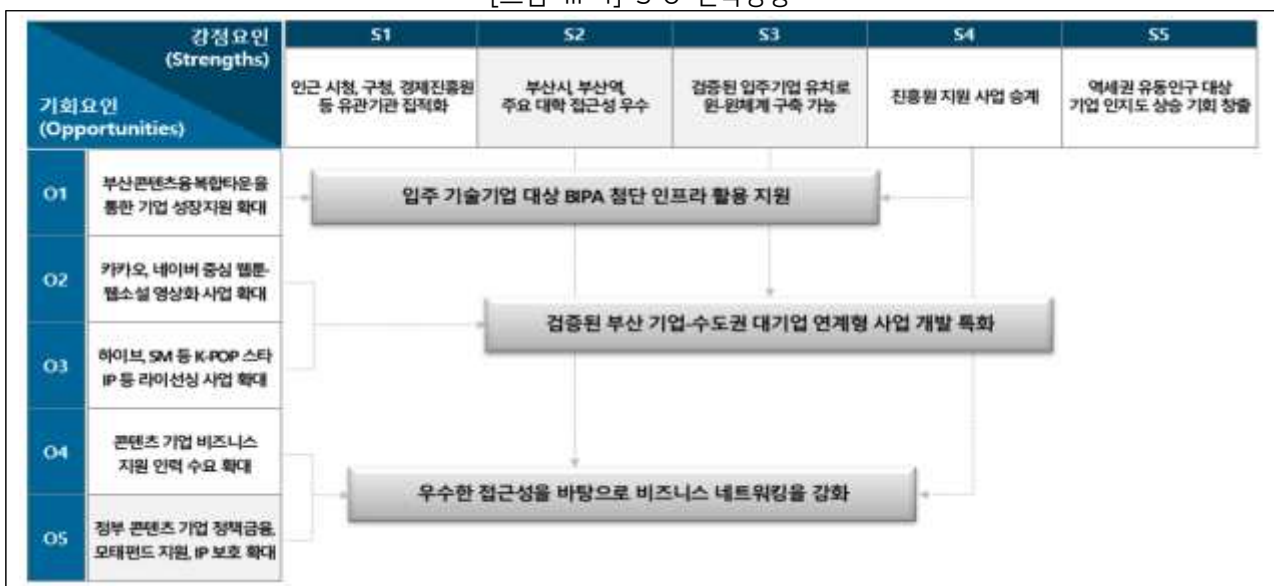 강점요인
(Strengths)
기회요인
(Opportunities)
S1
S2
S3
S4
S5
인근 시청, 구청, 경제진흥원
등 유관기관 집적화
부산시, 부산역,
주요 대학 접근성 우수
검증된 입주기업 유치로
원-윈체계 구축 가능
진흥원 지원 사업 승계
역세권 유동인구 대상
기업 인지도 상승 기회 창출
O1
부산콘텐츠융복합타운을
통한 기업 성장지원 확대
입주 기술기업 대상 BIPA 첨단 인프라 활용 지원
O2
카카오, 네이버 중심 웹툰-
웹소설 영상화 사업 확대
검증된 부산 기업-수도권 대기업 연계형 사업 개발 특화
O3
하이브, SM 등 K-POP 스타
IP 등 라이선싱 사업 확대
O4
콘텐츠 기업 비즈니스
지원 인력 수요 확대
우수한 접근성을 바탕으로 비즈니스 네트워킹을 강화
O5
정부 콘텐츠 기업 정책금융,
모태펀드 지원, IP 보호 확대